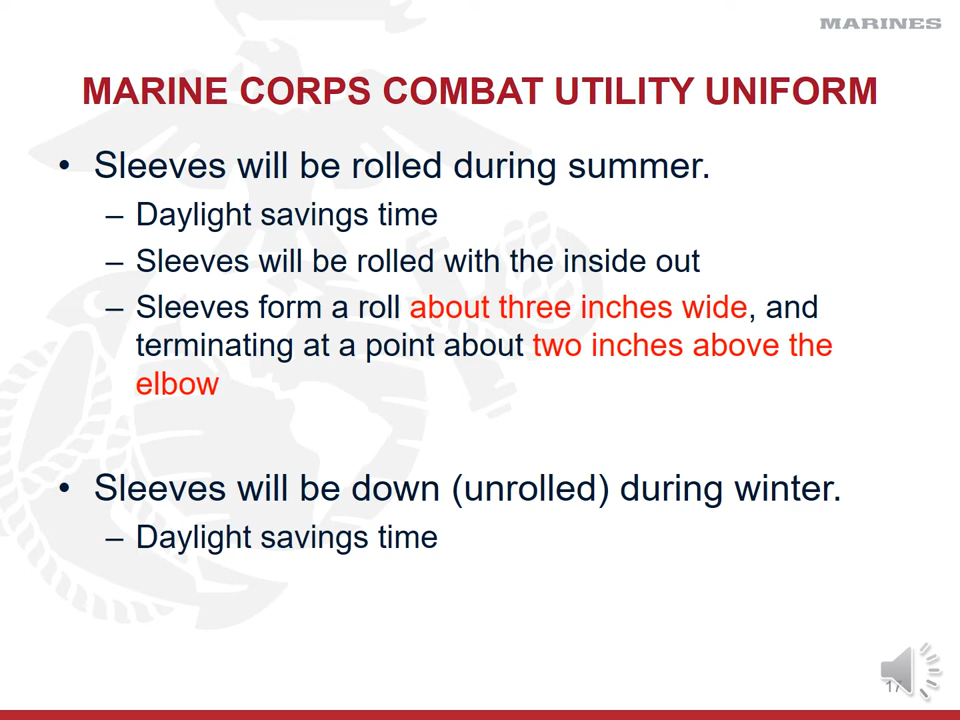 MARINES
MARINE CORPS COMBAT UTILITY UNIFORM
• Sleeves will be rolled during summer.
– Daylight savings time
– Sleeves will be rolled with the inside out
– Sleeves form a roll about three inches wide, and
terminating at a point about two inches above the
elbow
• Sleeves will be down (unrolled) during winter.
– Daylight savings time
17